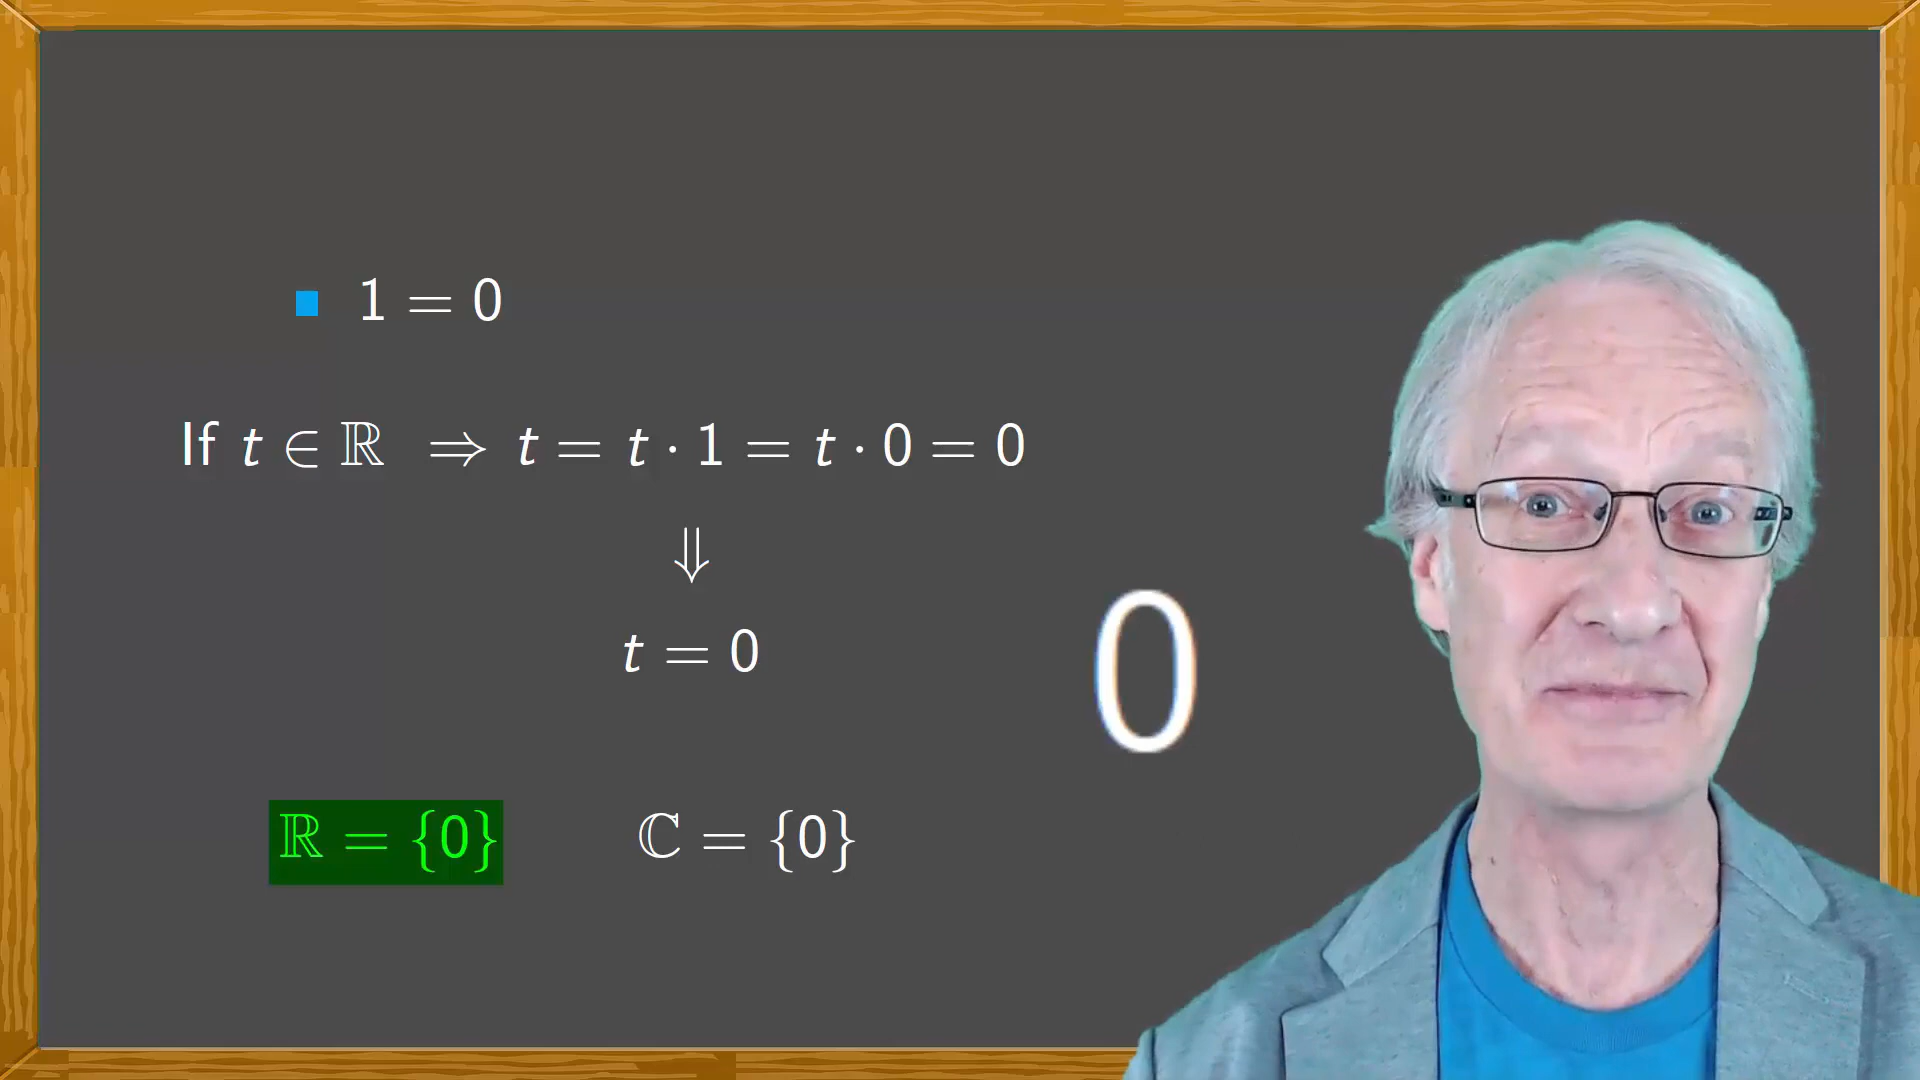 1 = 0
If t ∈ ℝ ⇒ t = t · 1 = t · 0 = 0
⇓
t = 0
0
ℝ = {0} ℂ = {0}